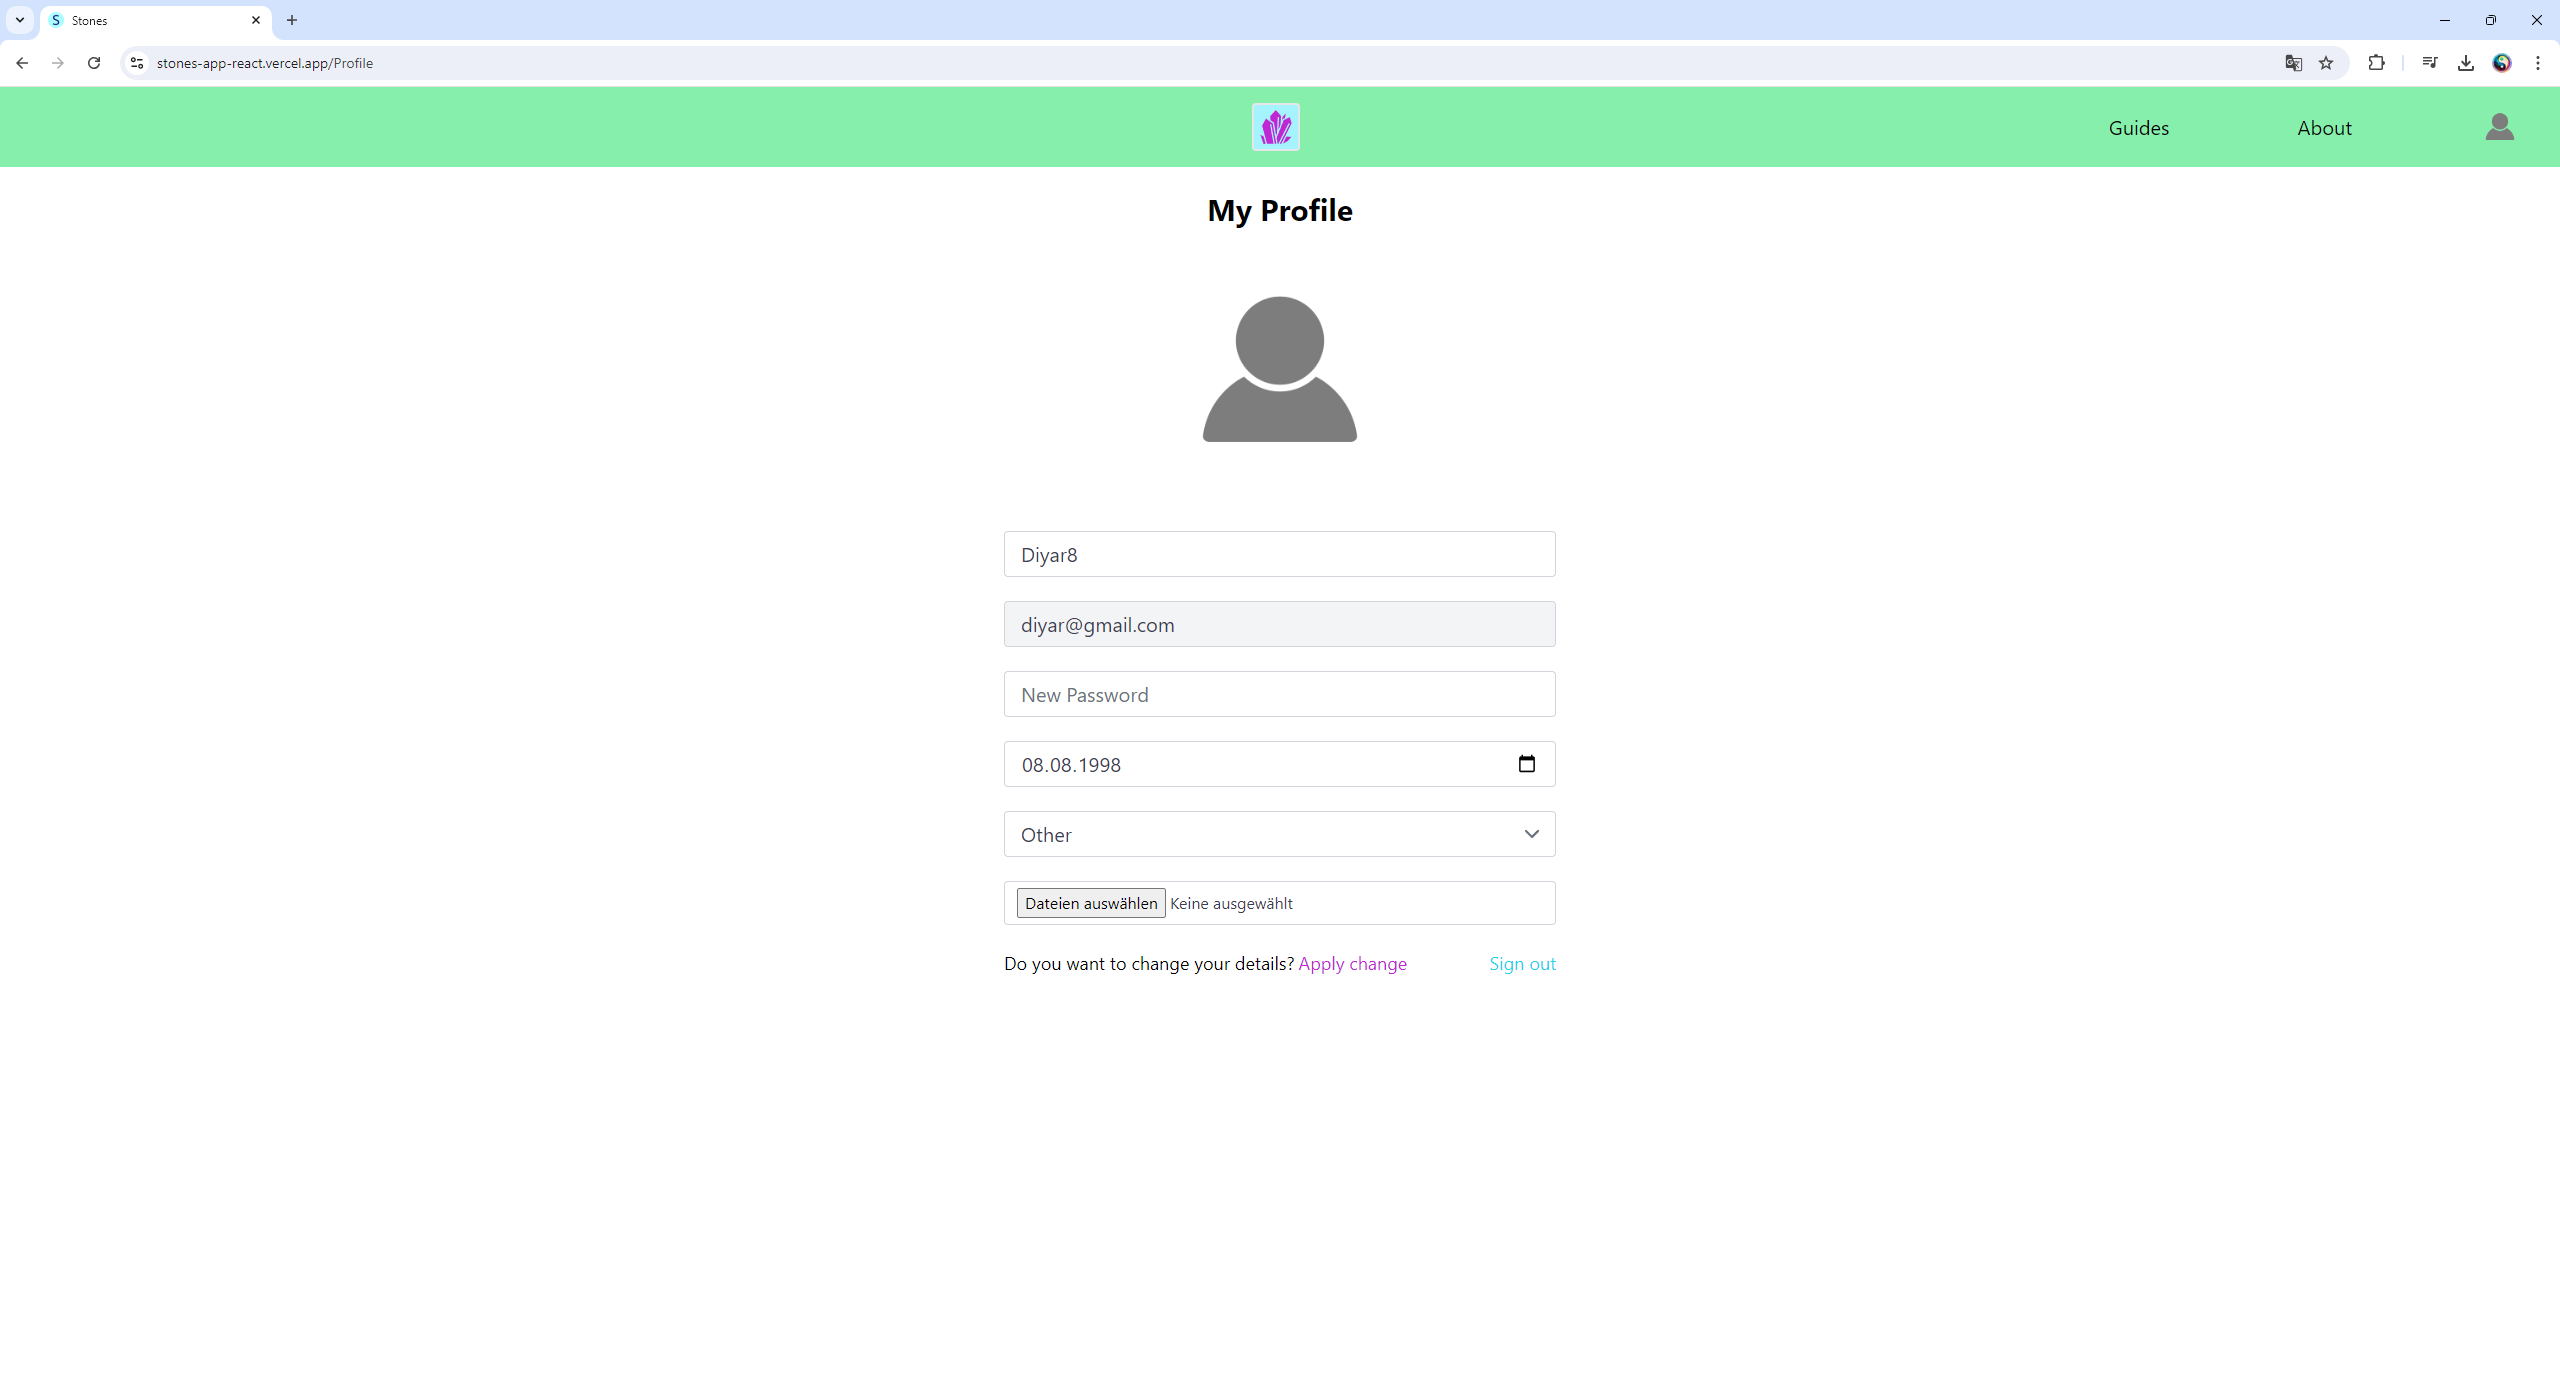 S Stones
stones-app-react.vercel.app/Profile
Guides About
My Profile
Diyar8
diyar@gmail.com
New Password
08.08.1998
Other
Dateien auswählen Keine ausgewählt
Do you want to change your details? Apply change Sign out